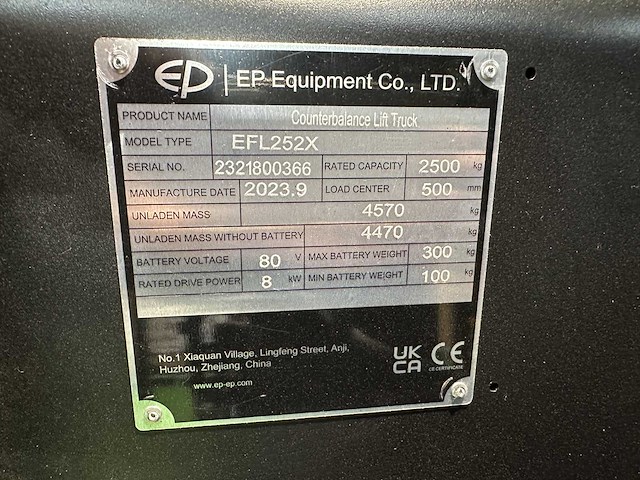 EP | EP Equipment Co., LTD.
PRODUCT NAME Counterbalance Lift Truck
MODEL TYPE EFL252X
SERIAL NO. 2321800366 RATED CAPACITY 2500 kg
MANUFACTURE DATE 2023.9 LOAD CENTER 500 mm
UNLADEN MASS 4570 kg
UNLADEN MASS WITHOUT BATTERY 4470 kg
BATTERY VOLTAGE 80 V MAX BATTERY WEIGHT 300 kg
RATED DRIVE POWER 8 kW MIN BATTERY WEIGHT 100 kg
No.1 Xiaquan Village, Lingfeng Street, Anji,
Huzhou, Zhejiang, China
www.ep-ep.com
UK
CA CE
CE CERTIFICATE